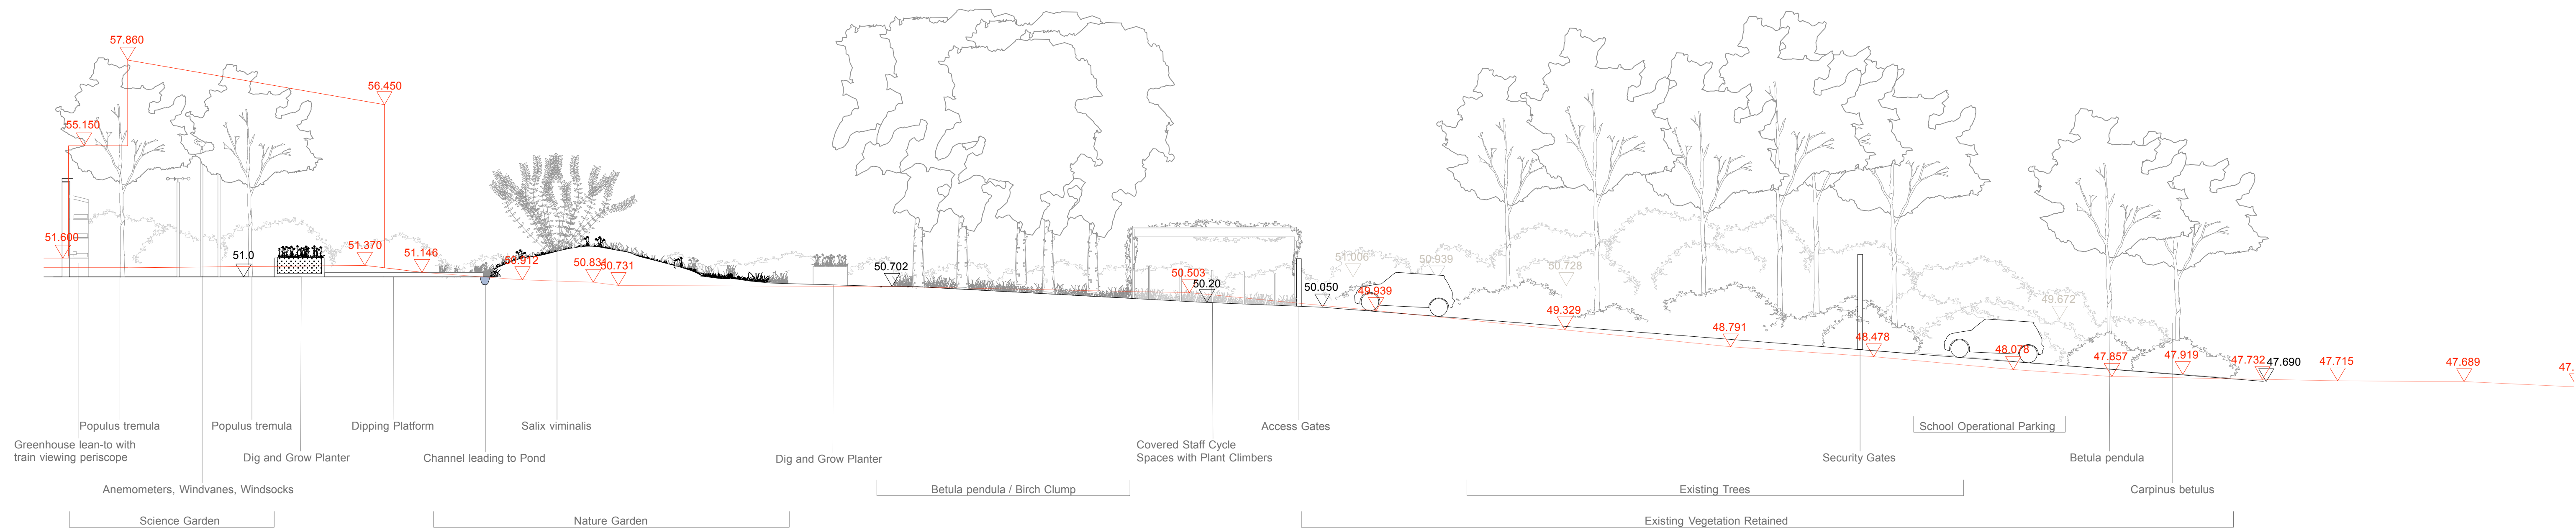 57.860
56.450
55.150
51.600
51.0
51.370
51.146
50.912
50.831
50.731
50.702
50.503
50.20
50.050
51.006
50.939
49.939
50.728
49.329
48.791
48.478
49.672
48.078
47.857
47.919
47.732
47.690
47.715
47.689
47.
Populus tremula
Populus tremula
Dipping Platform
Salix viminalis
Access Gates
School Operational Parking
Greenhouse lean-to with
train viewing periscope
Dig and Grow Planter
Channel leading to Pond
Dig and Grow Planter
Covered Staff Cycle
Spaces with Plant Climbers
Security Gates
Betula pendula
Anemometers, Windvanes, Windsocks
Betula pendula / Birch Clump
Existing Trees
Carpinus betulus
Science Garden
Nature Garden
Existing Vegetation Retained